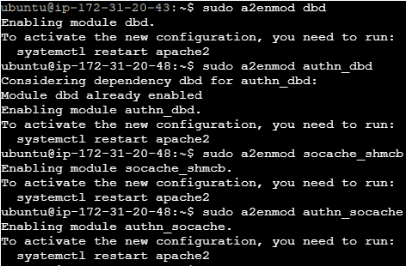 ubuntu@ip-172-31-20-43:~$ sudo a2enmod dbd
Enabling module dbd.
To activate the new configuration, you need to run:
  systemctl restart apache2
ubuntu@ip-172-31-20-48:~$ sudo a2enmod authn_dbd
Considering dependency dbd for authn_dbd:
Module dbd already enabled
Enabling module authn_dbd.
To activate the new configuration, you need to run:
  systemctl restart apache2
ubuntu@ip-172-31-20-48:~$ sudo a2enmod socache_shmcb
Enabling module socache_shmcb.
To activate the new configuration, you need to run:
  systemctl restart apache2
ubuntu@ip-172-31-20-48:~$ sudo a2enmod authn_socache
Enabling module authn_socache.
To activate the new configuration, you need to run:
  systemctl restart apache2